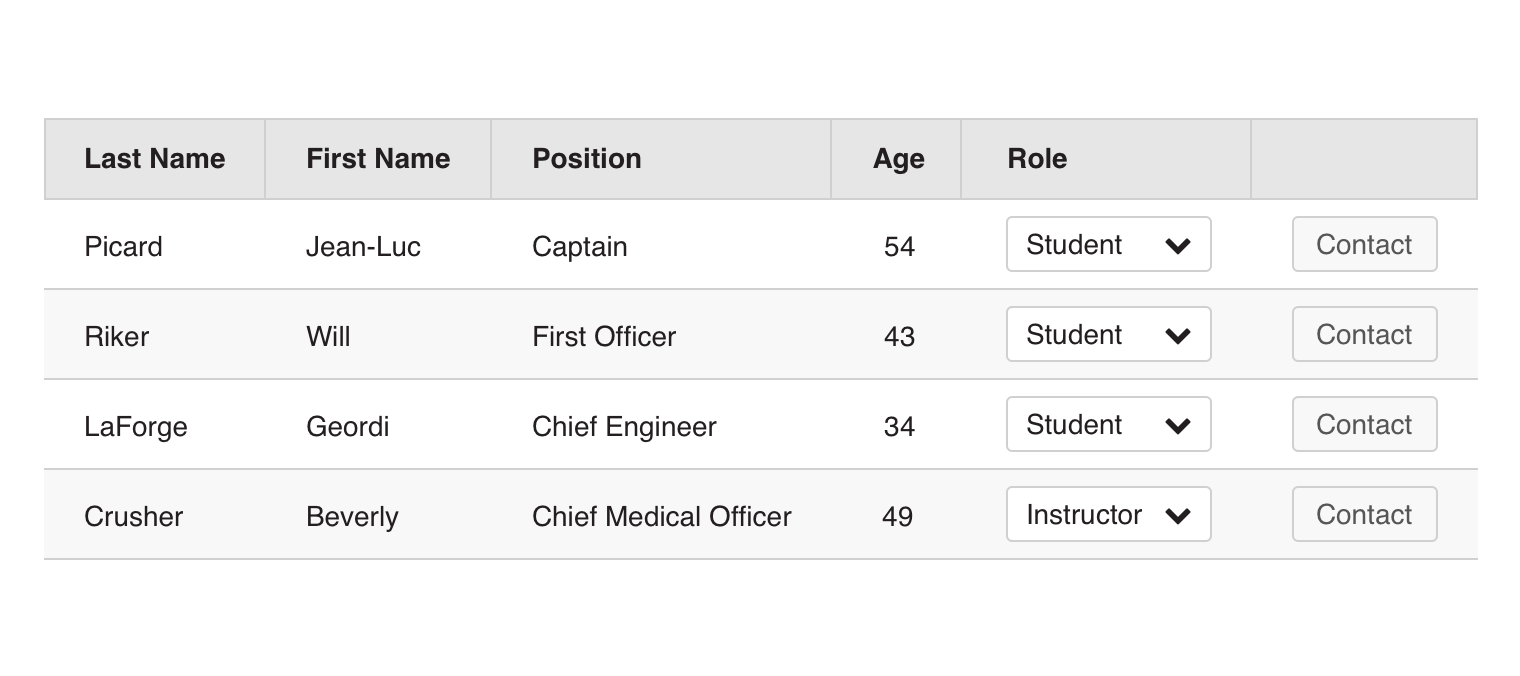 Last Name First Name Position Age Role
Picard Jean-Luc Captain 54 Student Contact
Riker Will First Officer 43 Student Contact
LaForge Geordi Chief Engineer 34 Student Contact
Crusher Beverly Chief Medical Officer 49 Instructor Contact